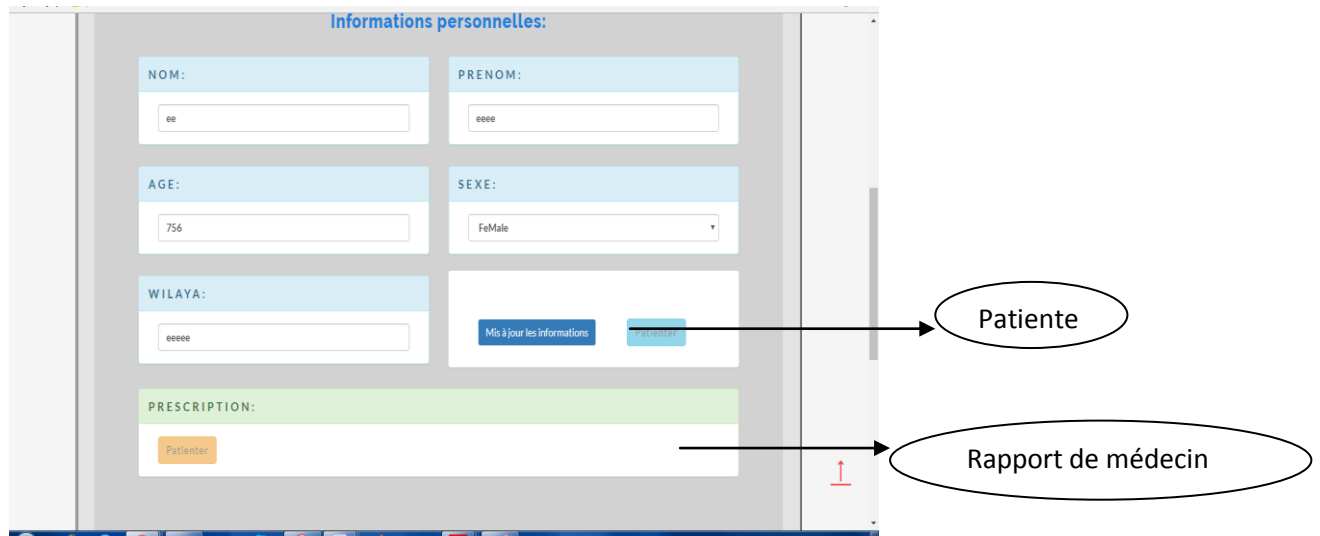 Informations personnelles:
NOM:
PRENOM:
ee
eeee
AGE:
SEXE:
756
FeMale
WILAYA:
eeeee
Mis à jour les informations
Patienter
Patiente
PRESCRIPTION:
Patienter
Rapport de médecin